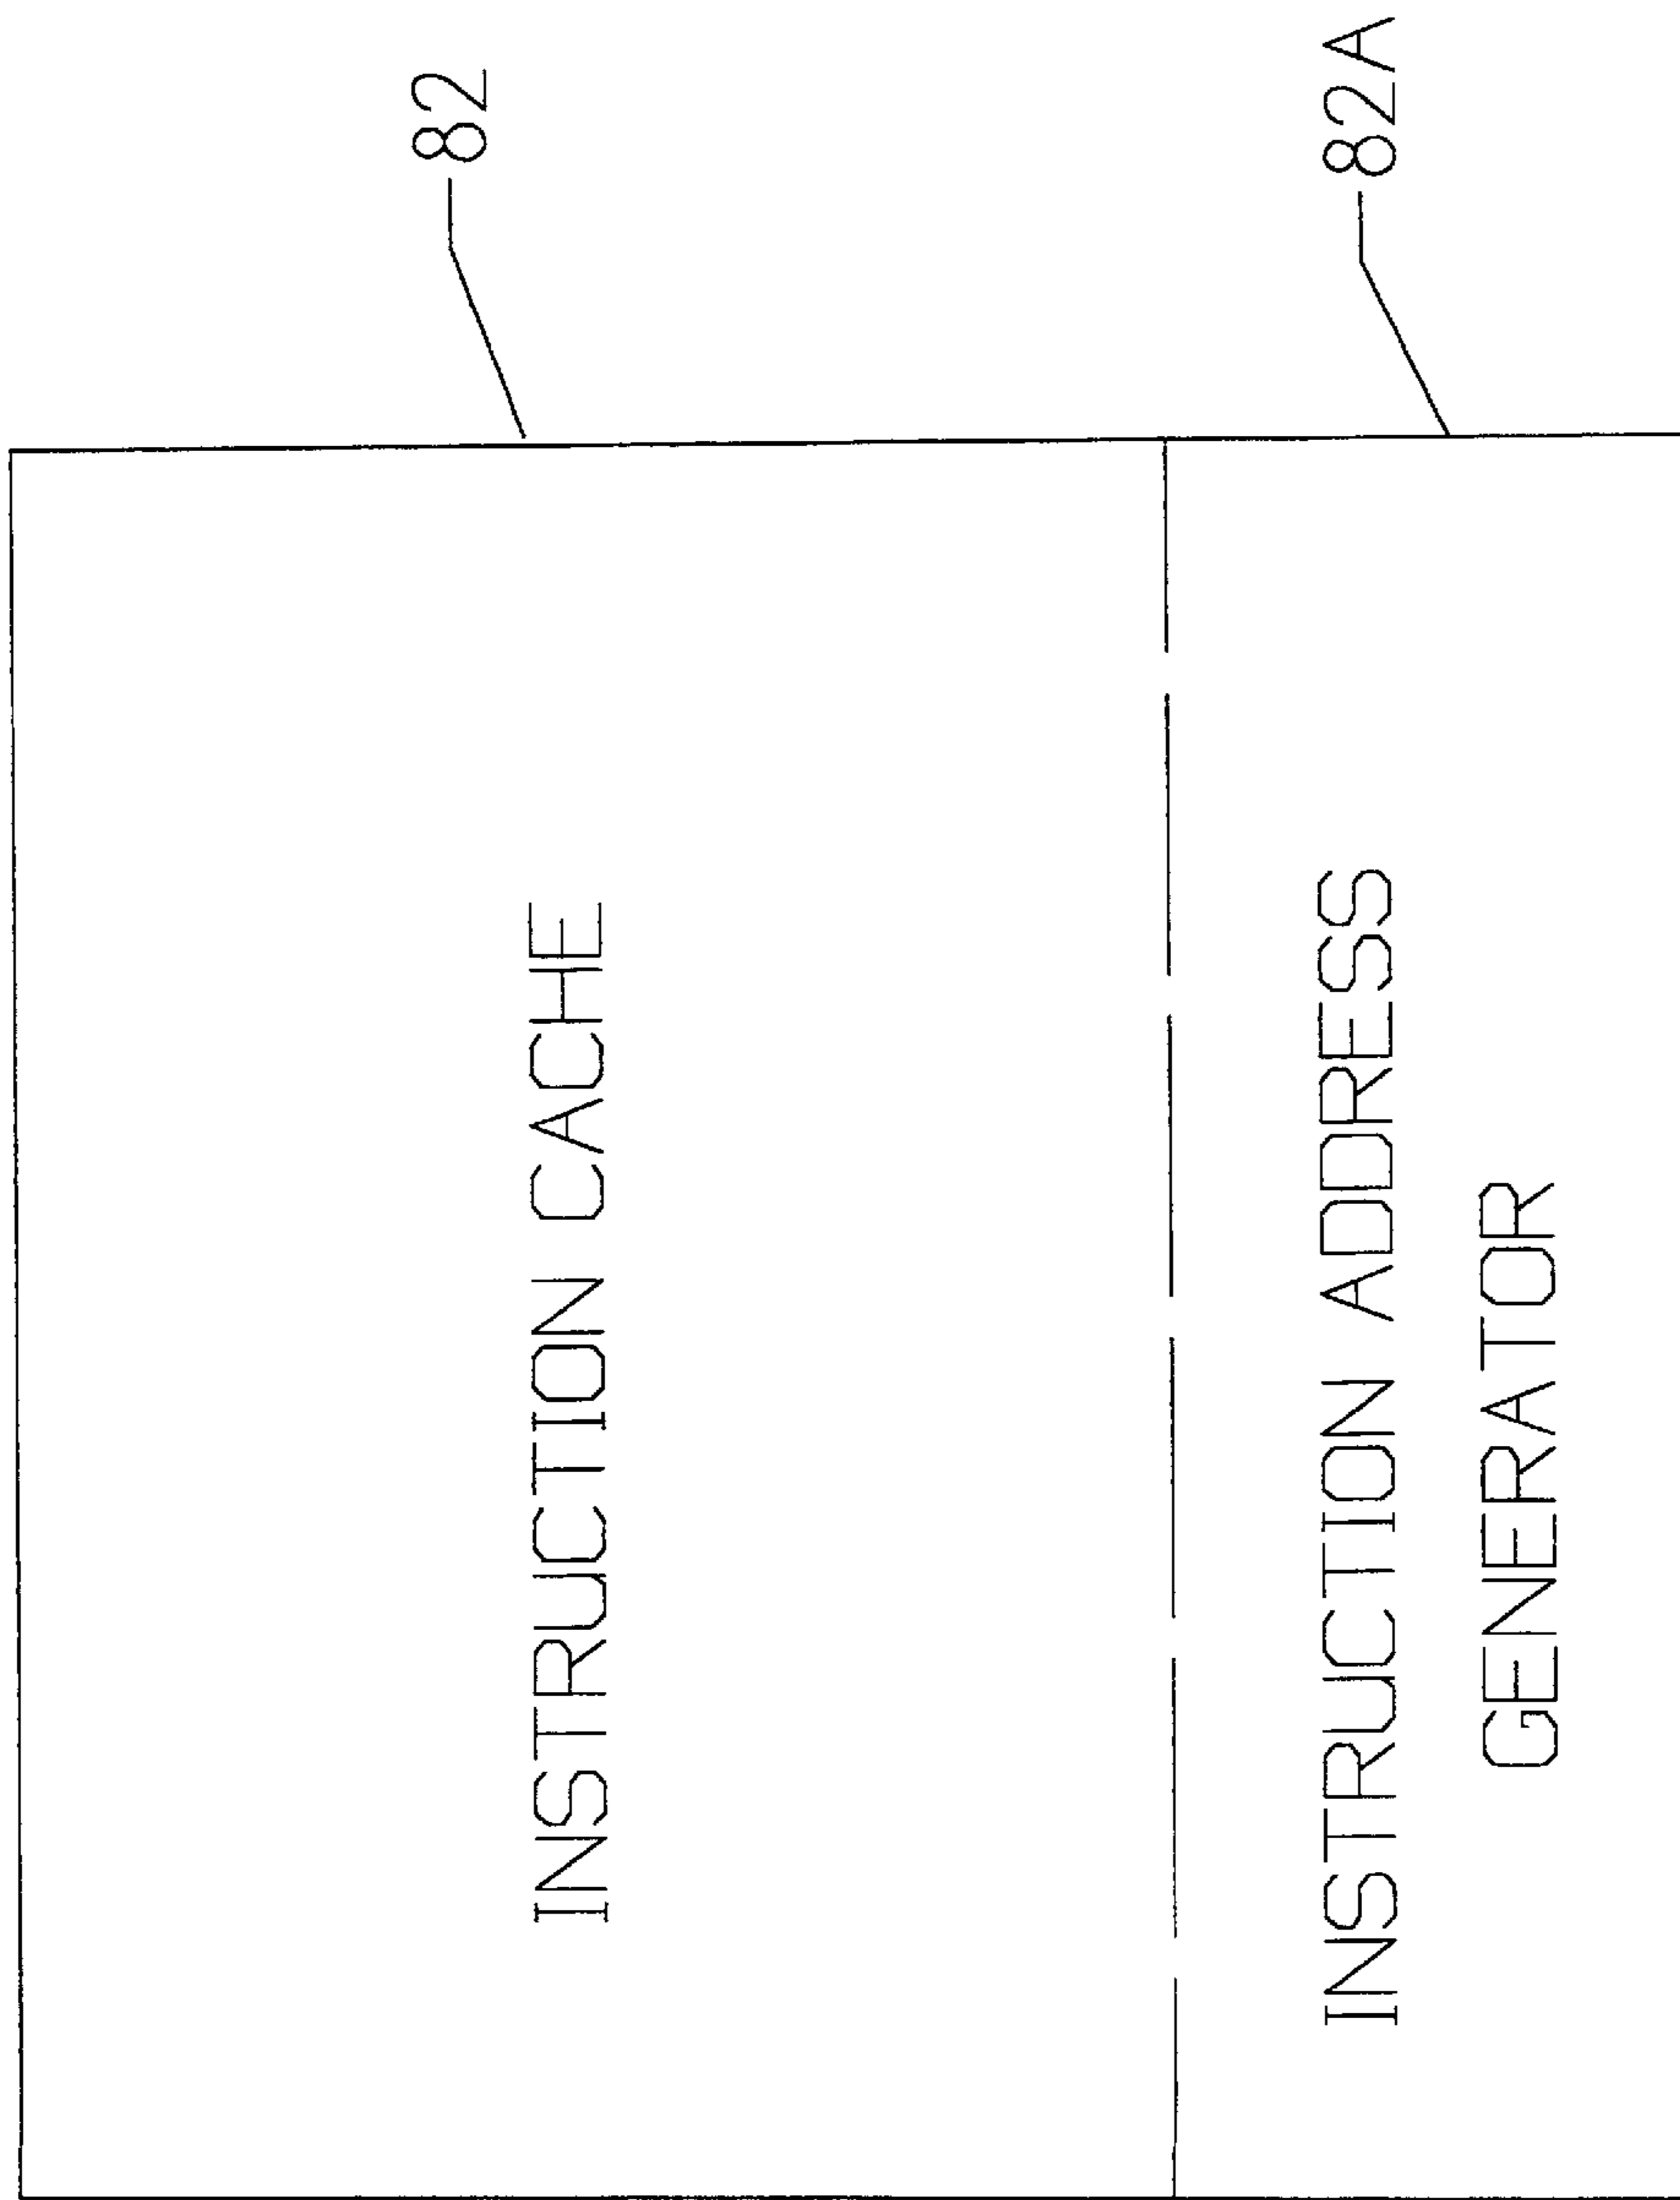 82
INSTRUCTION CACHE
82A
INSTRUCTION ADDRESS
GENERATOR